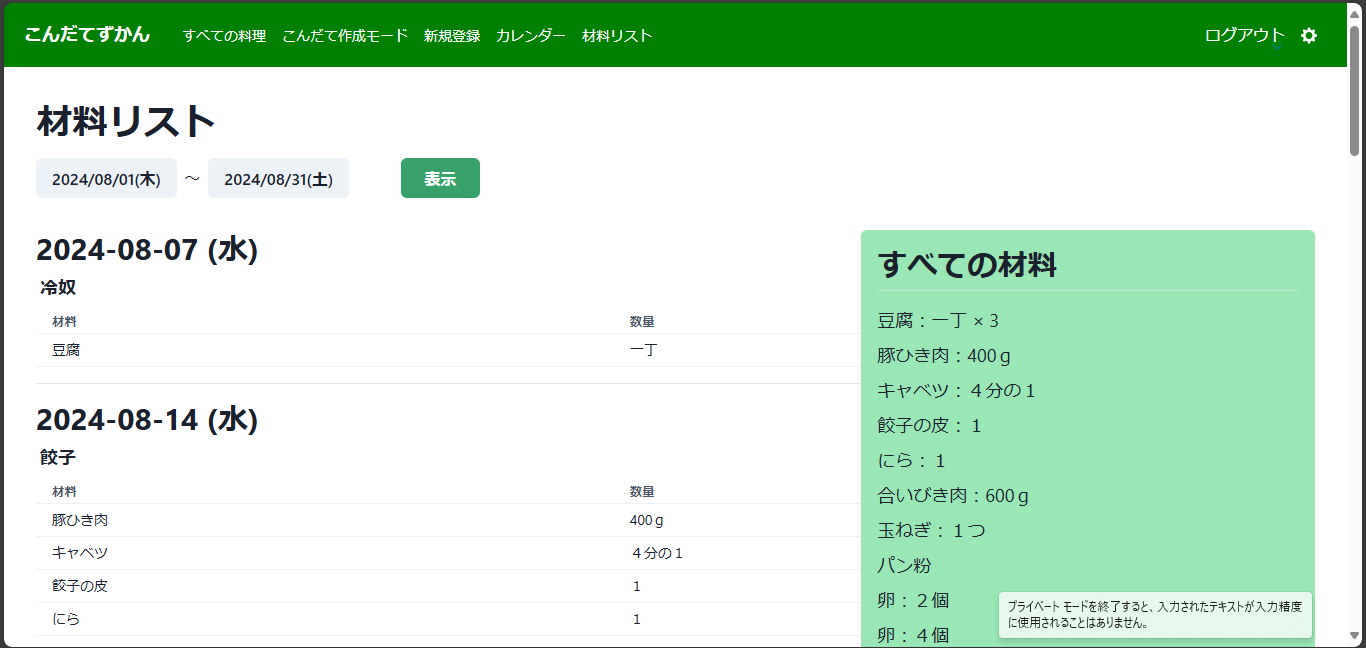 こんだてずかん すべての料理 こんだて作成モード 新規登録 カレンダー 材料リスト ログアウト
材料リスト
2024/08/01(木) ～ 2024/08/31(土) 表示
2024-08-07 (水)
冷奴
材料 数量
豆腐 一丁
2024-08-14 (水)
餃子
材料 数量
豚ひき肉 400ｇ
キャベツ ４分の１
餃子の皮 １
にら １
すべての材料
豆腐：一丁 × 3
豚ひき肉：400ｇ
キャベツ：４分の１
餃子の皮：１
にら：１
合いびき肉：600ｇ
玉ねぎ：１つ
パン粉
卵：２個
卵：４個
プライベート モードを終了すると、入力されたテキストが入力精度
に使用されることはありません。